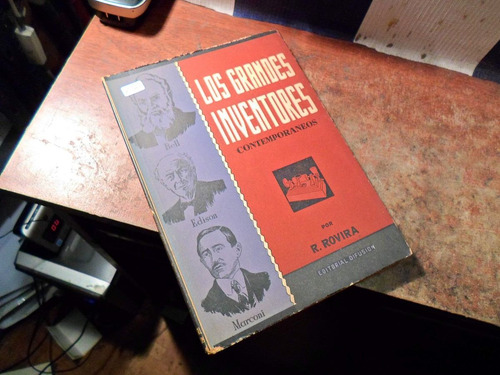 LOS GRANDES
INVENTORES
CONTEMPORANEOS
Bell
Edison
Marconi
POR
R. ROVIRA
EDITORIAL DIFUSION